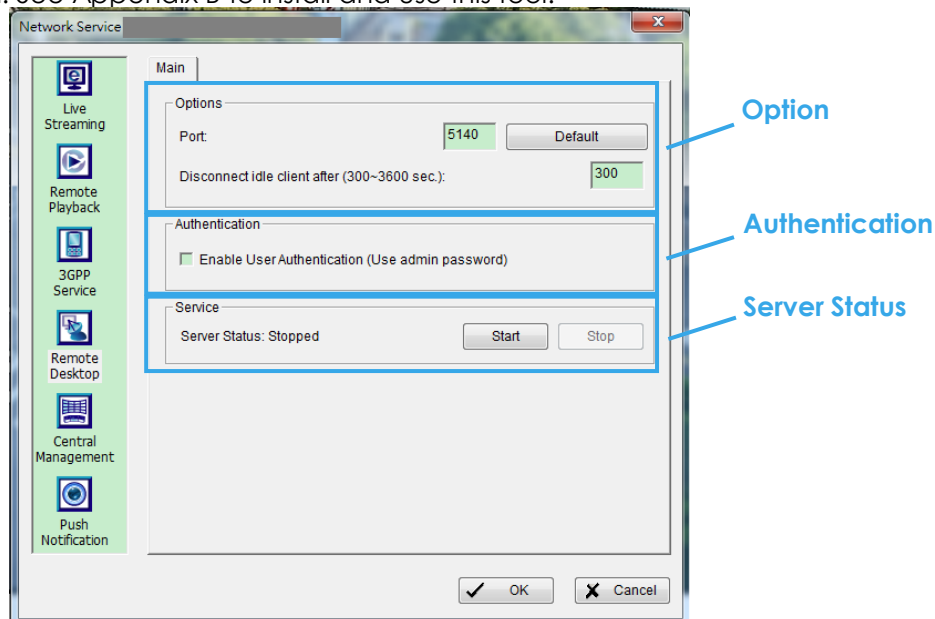 . See Appendix B to install and use this tool.
Network Service
Live
Streaming
Remote
Playback
3GPP
Service
Remote
Desktop
Central
Management
Push
Notification
Main
Options
Port:
5140
Default
Disconnect idle client after (300~3600 sec.):
300
Authentication
Enable User Authentication (Use admin password)
Service
Server Status: Stopped
Start
Stop
OK
X Cancel
Option
Authentication
Server Status